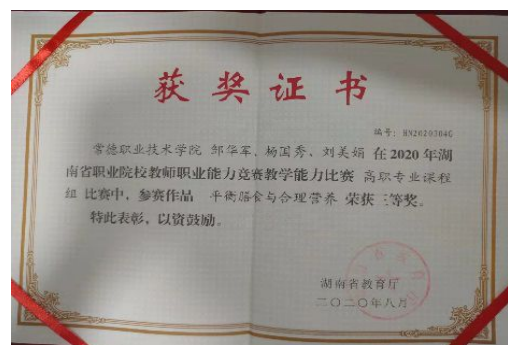 获奖证书
编号: HN2020304G
常德职业技术学院 邹华军、杨国秀、刘美娟 在2020年湖
南省职业院校教师职业能力竞赛教学能力比赛 高职专业课程
组 比赛中，参赛作品 平衡膳食与合理营养 荣获三等奖。
特此表彰，以资鼓励。
湖南省教育厅
二〇二〇年八月